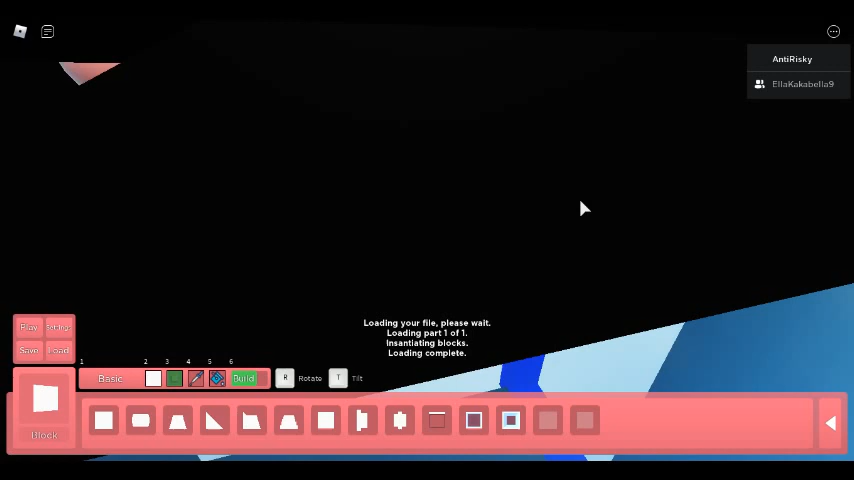 AntiRisky
EllaKakabella9
Loading your file, please wait.
Loading part 1 of 1.
Insantiating blocks.
Loading complete.
Play Settings
Save Load
1 2 3 4 5 6
Basic Build R Rotate T Tilt
Block